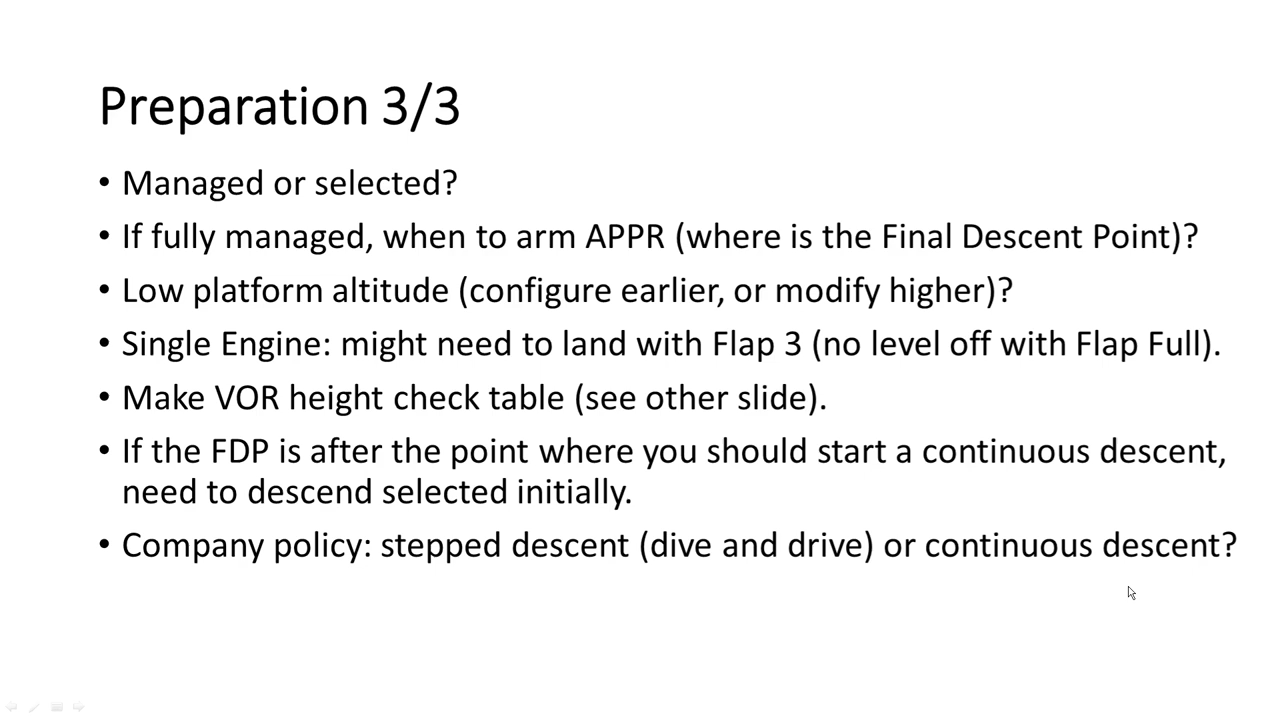 Preparation 3/3
• Managed or selected?
• If fully managed, when to arm APPR (where is the Final Descent Point)?
• Low platform altitude (configure earlier, or modify higher)?
• Single Engine: might need to land with Flap 3 (no level off with Flap Full).
• Make VOR height check table (see other slide).
• If the FDP is after the point where you should start a continuous descent,
need to descend selected initially.
• Company policy: stepped descent (dive and drive) or continuous descent?